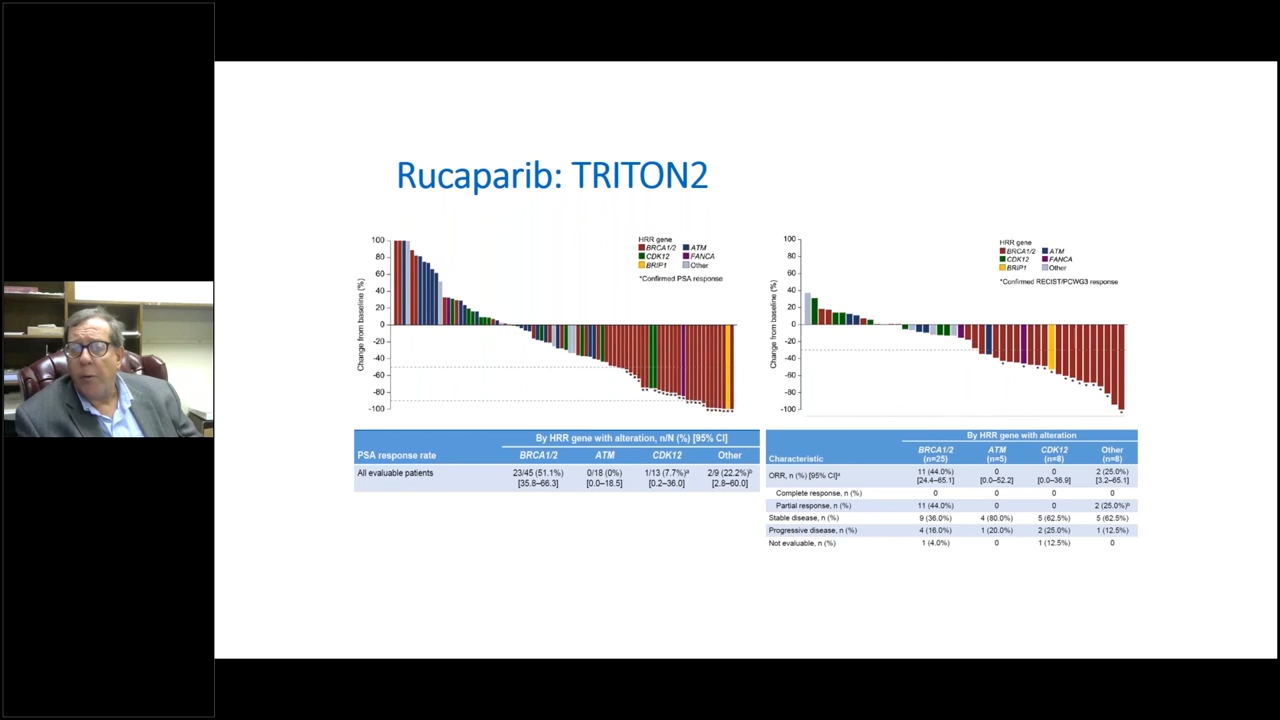 Rucaparib: TRITON2
HRR gene
BRCA1/2 ATM
CDK12 FANCA
BRIP1 Other
*Confirmed PSA response
Change from baseline (%)
100
80
60
40
20
0
-20
-40
-60
-80
-100
HRR gene
BRCA1/2 ATM
CDK12 FANCA
BRIP1 Other
*Confirmed RECIST/PCWG3 response
Change from baseline (%)
100
80
60
40
20
0
-20
-40
-60
-80
-100
By HRR gene with alteration, n/N (%) [95% CI]
PSA response rate BRCA1/2 ATM CDK12 Other
All evaluable patients 23/45 (51.1%) 0/18 (0%) 1/13 (7.7%)ᵃ 2/9 (22.2%)ᵇ
[35.8–66.3] [0.0–18.5] [0.2–36.0] [2.8–60.0]
By HRR gene with alteration
Characteristic BRCA1/2 ATM CDK12 Other
(n=25) (n=5) (n=8) (n=8)
ORR, n (%) [95% CI]ᵃ 11 (44.0%) 0 0 2 (25.0%)
[24.4–65.1] [0.0–52.2] [0.0–36.9] [3.2–65.1]
Complete response, n (%) 0 0 0 0
Partial response, n (%) 11 (44.0%) 0 0 2 (25.0%)ᵇ
Stable disease, n (%) 9 (36.0%) 4 (80.0%) 5 (62.5%) 5 (62.5%)
Progressive disease, n (%) 4 (16.0%) 1 (20.0%) 2 (25.0%) 1 (12.5%)
Not evaluable, n (%) 1 (4.0%) 0 1 (12.5%) 0